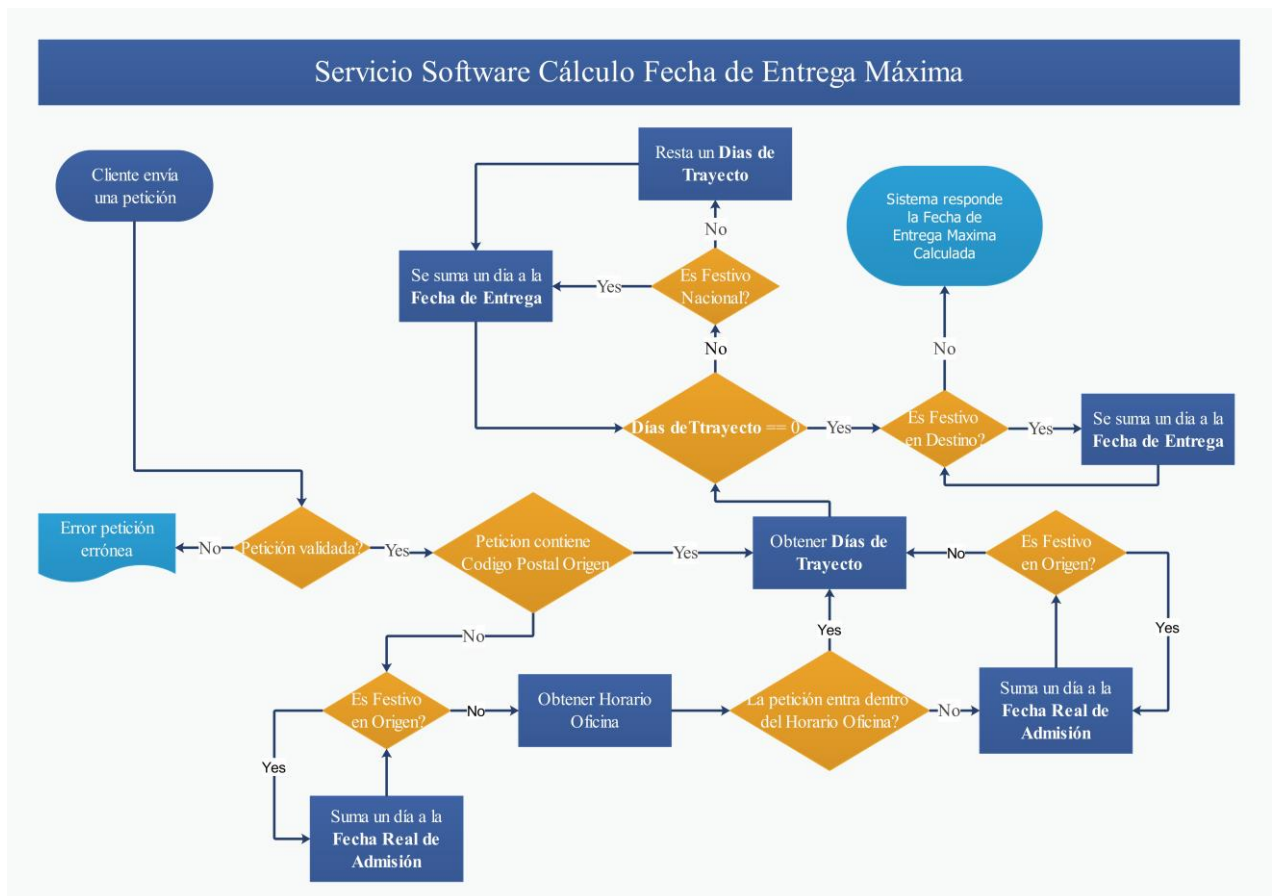 Servicio Software Cálculo Fecha de Entrega Máxima
Cliente envía
una petición
Resta un Dias de
Trayecto
Sistema responde
la Fecha de
Entrega Maxima
Calculada
No
Se suma un dia a la
Fecha de Entrega
Yes
Es Festivo
Nacional?
No
No
Días deTtrayecto == 0
Yes
Es Festivo
en Destino?
Yes
Se suma un día a la
Fecha de Entrega
Error petición
errónea
No
Petición validada?
Yes
Peticion contiene
Codigo Postal Origen
Yes
Obtener Días de
Trayecto
No
Es Festivo
en Origen?
No
Yes
Yes
Es Festivo
en Origen?
No
Obtener Horario
Oficina
La petición entra dentro
del Horario Oficina?
No
Suma un día a la
Fecha Real de
Admisión
Yes
Suma un día a la
Fecha Real de
Admisión